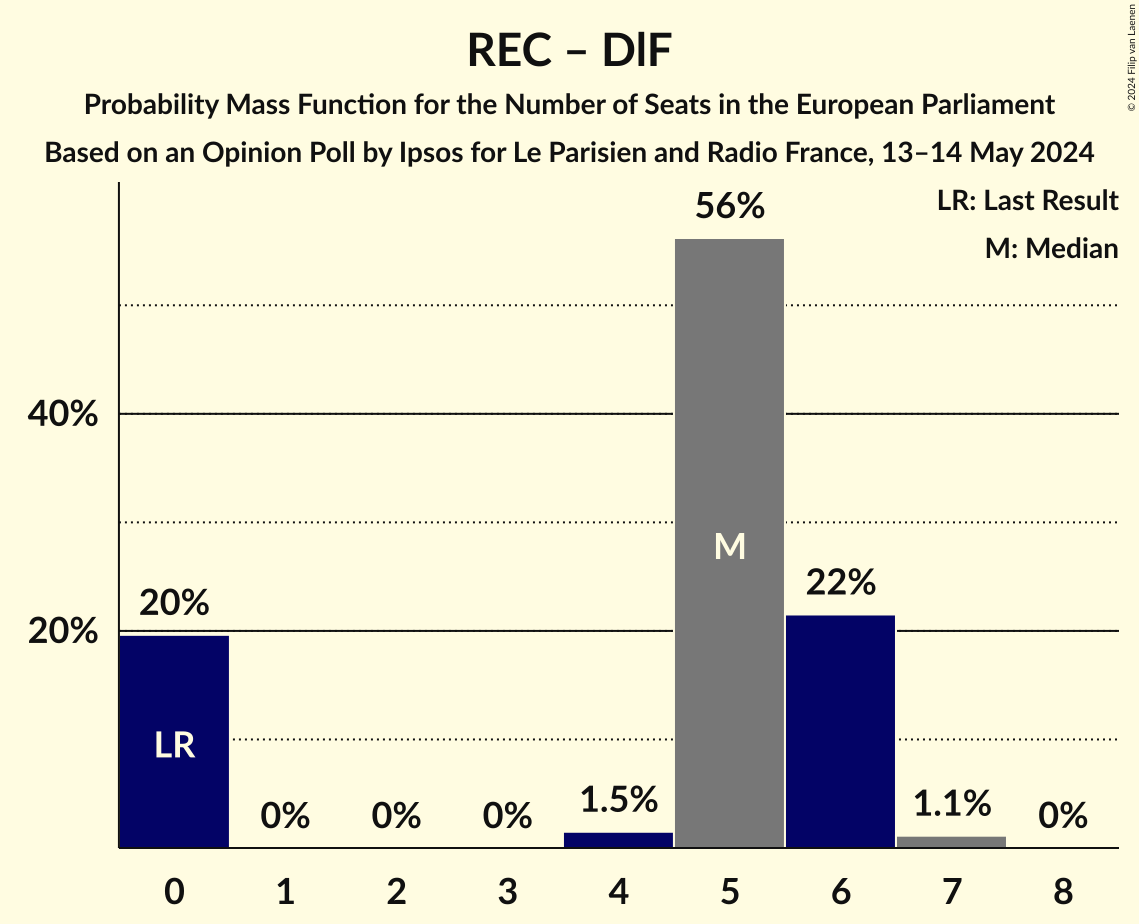 REC – DlF
Probability Mass Function for the Number of Seats in the European Parliament
Based on an Opinion Poll by Ipsos for Le Parisien and Radio France, 13–14 May 2024
© 2024 Filip van Laenen
LR: Last Result
M: Median
56%
40%
M
22%
20%
20%
LR
1.5%
1.1%
0%
0%
0%
0%
0 1 2 3 4 5 6 7 8